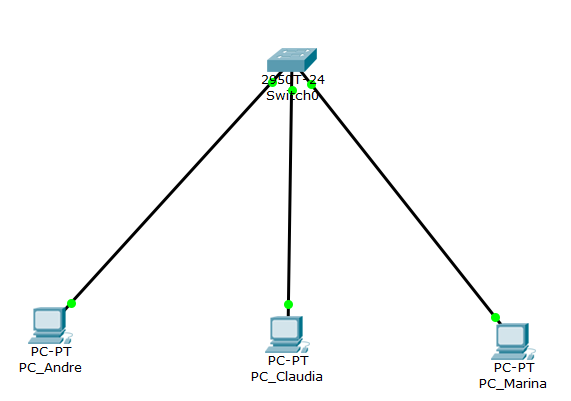 2950T-24
Switch0
PC-PT
PC_Andre
PC-PT
PC_Claudia
PC-PT
PC_Marina